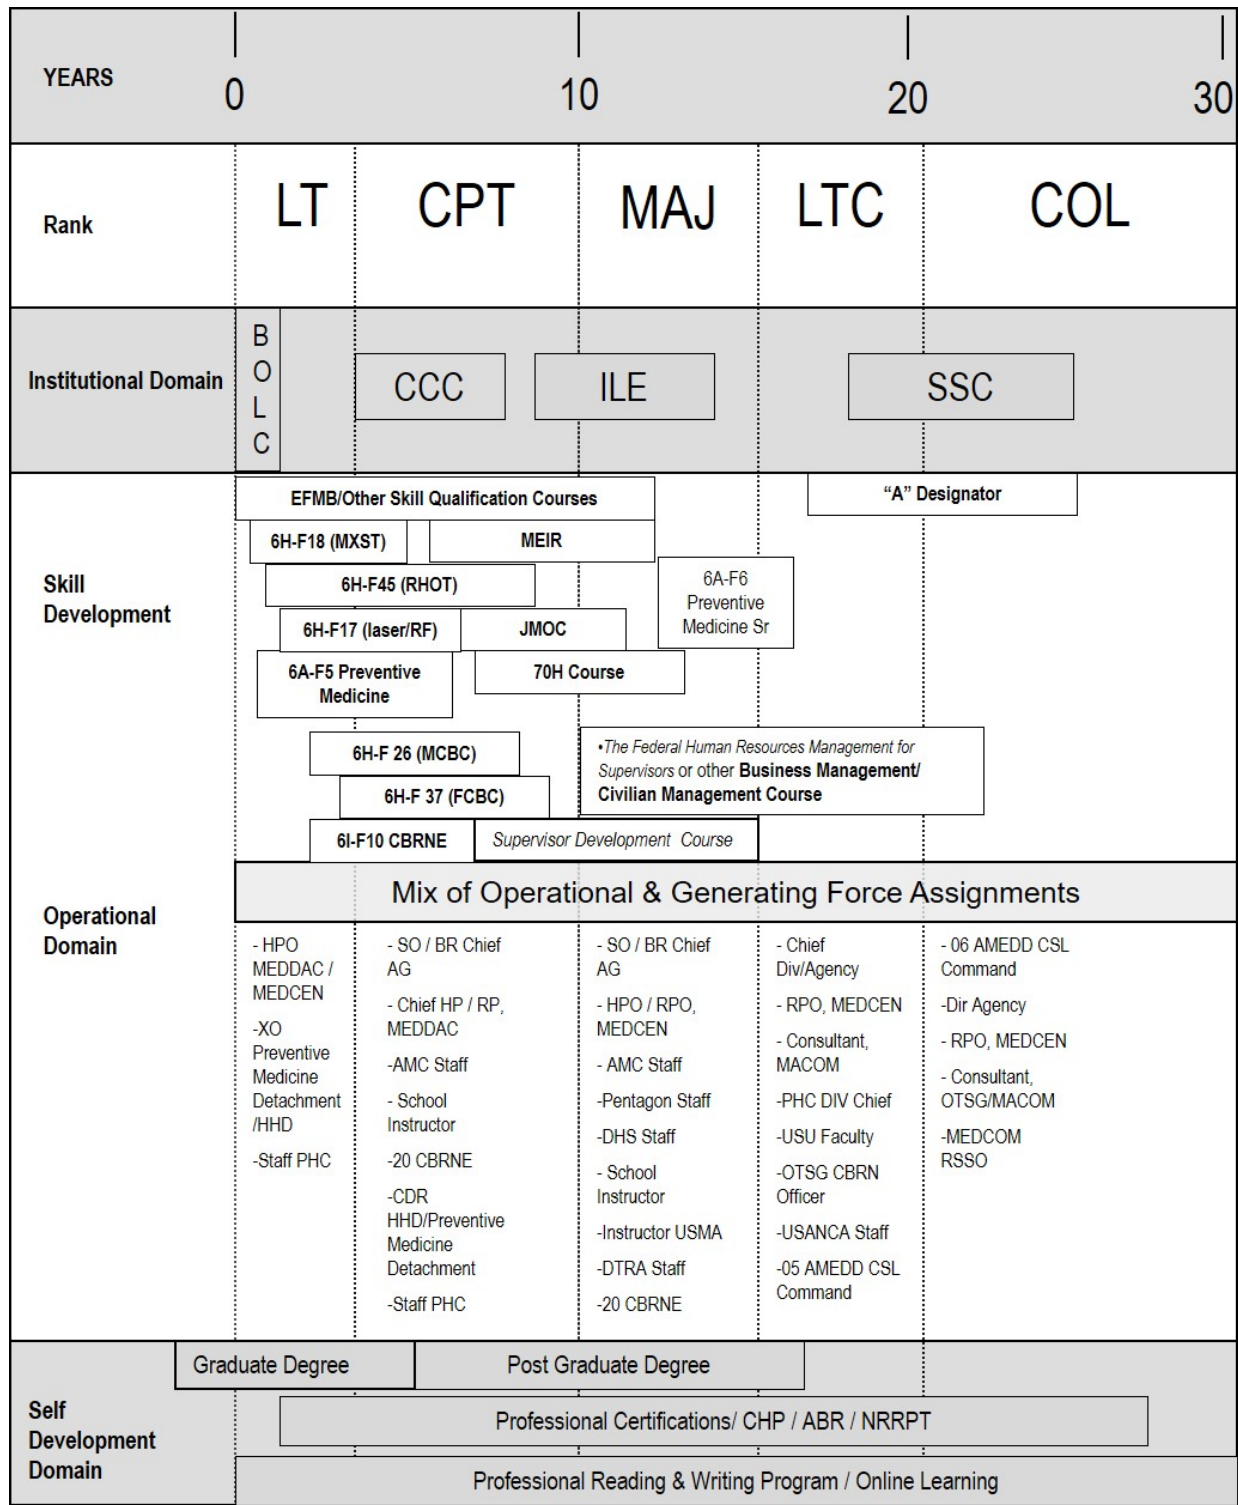 YEARS
0
10
20
30
Rank
LT
CPT
MAJ
LTC
COL
Institutional Domain
B
O
L
C
CCC
ILE
SSC
Skill
Development
EFMB/Other Skill Qualification Courses
“A” Designator
6H-F18 (MXST)
MEIR
6H-F45 (RHOT)
6A-F6
Preventive
Medicine Sr
6H-F17 (laser/RF)
JMOC
6A-F5 Preventive
Medicine
70H Course
6H-F 26 (MCBC)
•The Federal Human Resources Management for
Supervisors or other Business Management/
Civilian Management Course
6H-F 37 (FCBC)
6I-F10 CBRNE
Supervisor Development Course
Operational
Domain
Mix of Operational & Generating Force Assignments
- HPO
MEDDAC /
MEDCEN
-XO
Preventive
Medicine
Detachment
/HHD
-Staff PHC
- SO / BR Chief
AG
- Chief HP / RP,
MEDDAC
-AMC Staff
- School
Instructor
-20 CBRNE
-CDR
HHD/Preventive
Medicine
Detachment
-Staff PHC
- SO / BR Chief
AG
- HPO / RPO,
MEDCEN
- AMC Staff
-Pentagon Staff
-DHS Staff
- School
Instructor
-Instructor USMA
-DTRA Staff
-20 CBRNE
- Chief
Div/Agency
- RPO, MEDCEN
- Consultant,
MACOM
-PHC DIV Chief
-USU Faculty
-OTSG CBRN
Officer
-USANCA Staff
-05 AMEDD CSL
Command
- 06 AMEDD CSL
Command
-Dir Agency
- RPO, MEDCEN
- Consultant,
OTSG/MACOM
-MEDCOM
RSSO
Self
Development
Domain
Graduate Degree
Post Graduate Degree
Professional Certifications/ CHP / ABR / NRRPT
Professional Reading & Writing Program / Online Learning